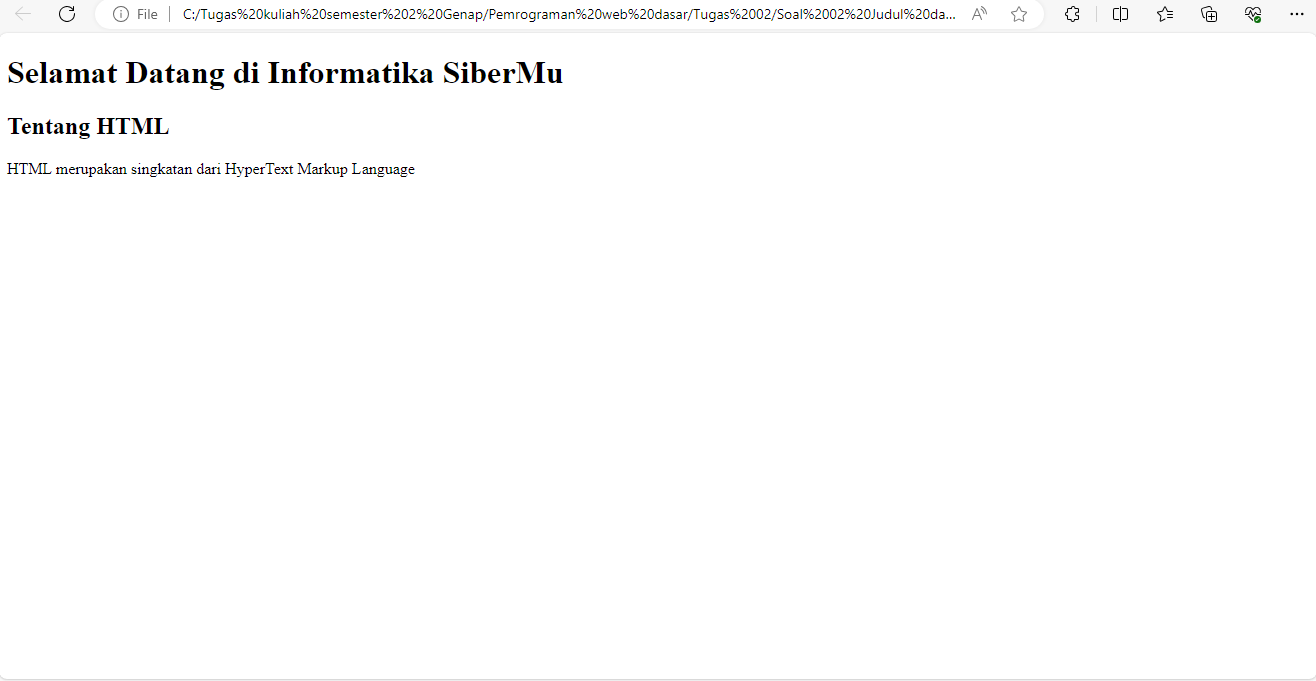 File C:/Tugas%20kuliah%20semester%202%20Genap/Pemrograman%20web%20dasar/Tugas%2002/Soal%2002%20Judul%20da...
Selamat Datang di Informatika SiberMu
Tentang HTML
HTML merupakan singkatan dari HyperText Markup Language